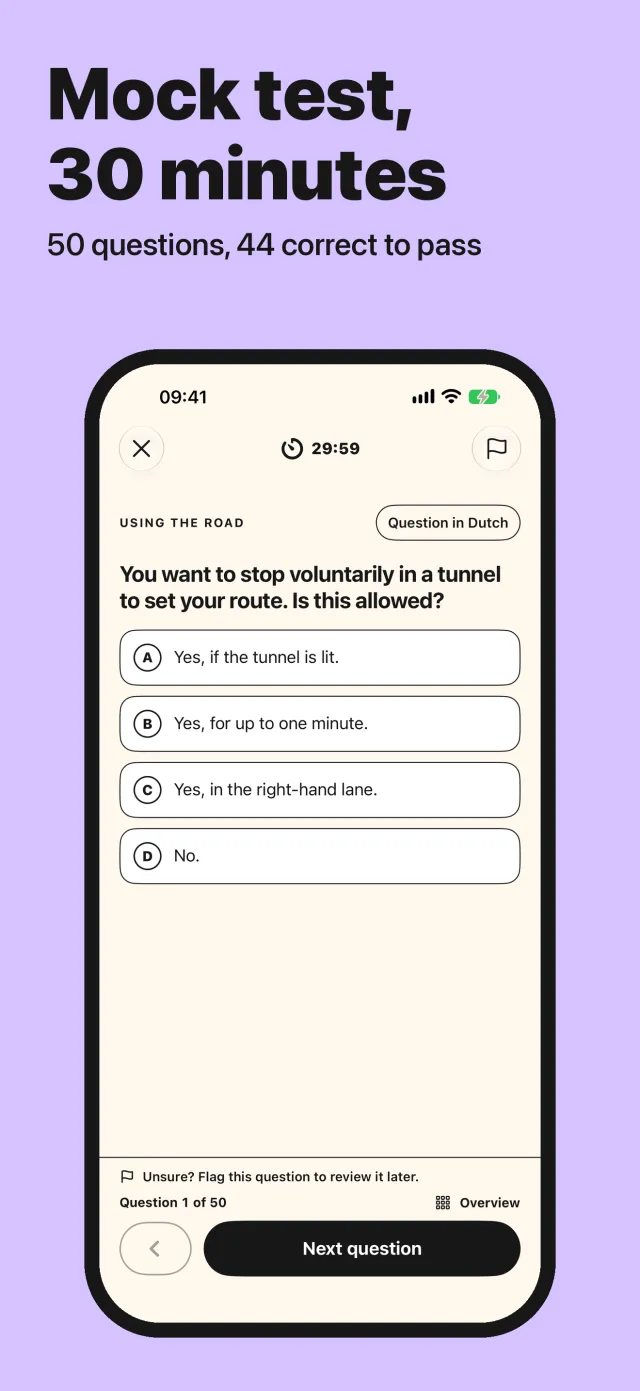 Mock test,
30 minutes
50 questions, 44 correct to pass
09:41
29:59
USING THE ROAD
Question in Dutch
You want to stop voluntarily in a tunnel
to set your route. Is this allowed?
A Yes, if the tunnel is lit.
B Yes, for up to one minute.
C Yes, in the right-hand lane.
D No.
Unsure? Flag this question to review it later.
Question 1 of 50
Overview
Next question